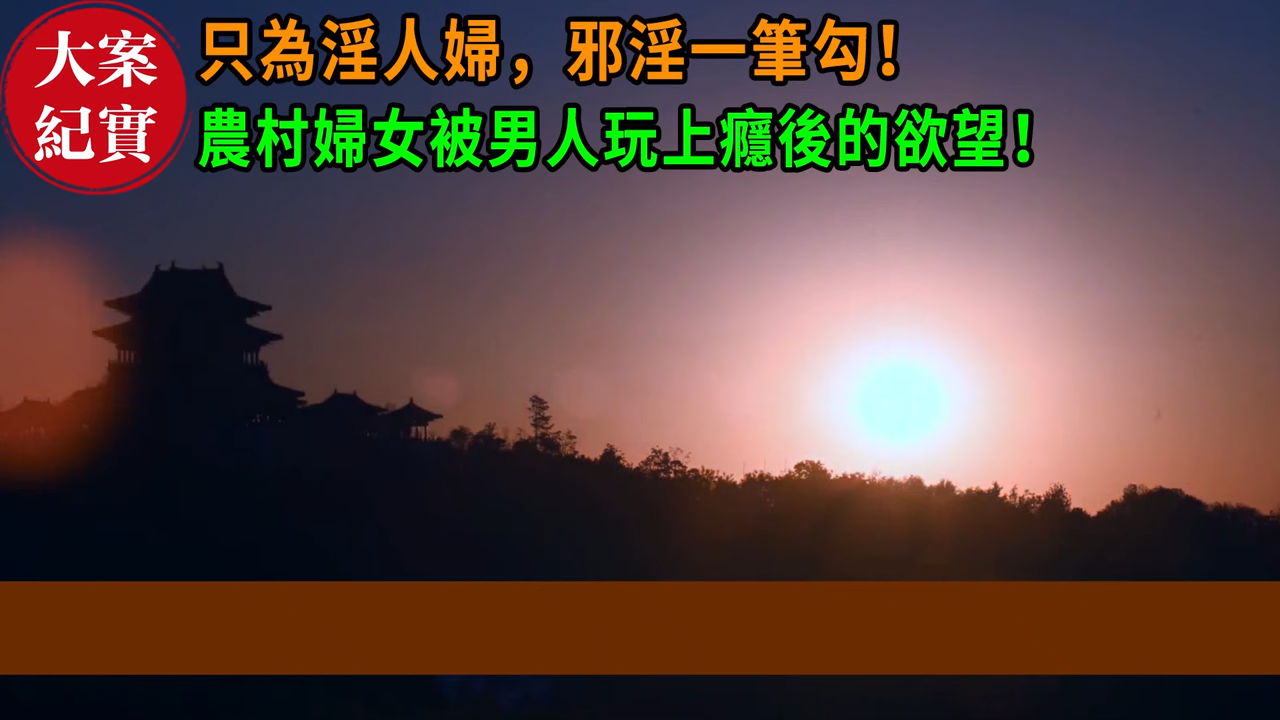 大案
紀實
只為淫人婦，邪淫一筆勾！
農村婦女被男人玩上癮後的欲望！